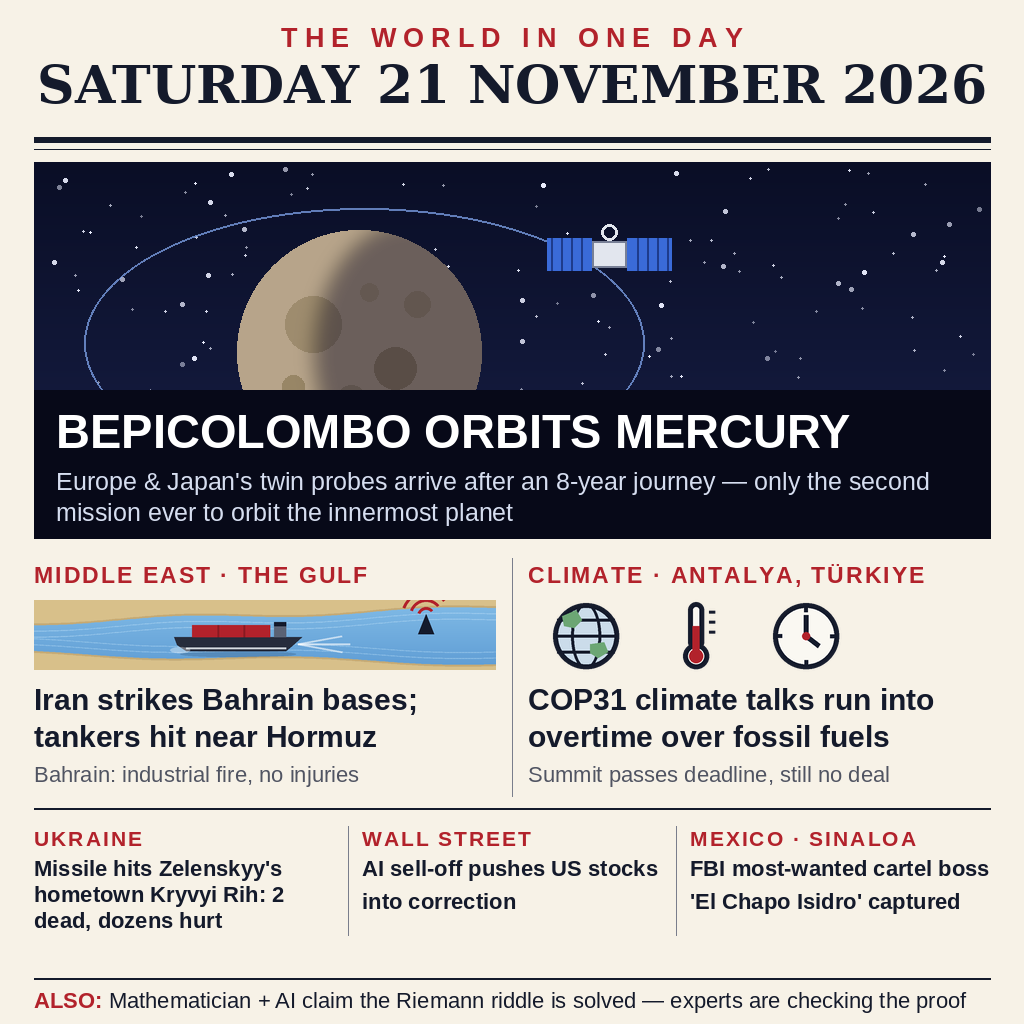 THE WORLD IN ONE DAY
SATURDAY 21 NOVEMBER 2026
BEPICOLOMBO ORBITS MERCURY
Europe & Japan's twin probes arrive after an 8-year journey — only the second
mission ever to orbit the innermost planet
MIDDLE EAST · THE GULF
Iran strikes Bahrain bases;
tankers hit near Hormuz
Bahrain: industrial fire, no injuries
CLIMATE · ANTALYA, TÜRKIYE
COP31 climate talks run into
overtime over fossil fuels
Summit passes deadline, still no deal
UKRAINE
Missile hits Zelenskyy's
hometown Kryvyi Rih: 2
dead, dozens hurt
WALL STREET
AI sell-off pushes US stocks
into correction
MEXICO · SINALOA
FBI most-wanted cartel boss
'El Chapo Isidro' captured
ALSO: Mathematician + AI claim the Riemann riddle is solved — experts are checking the proof